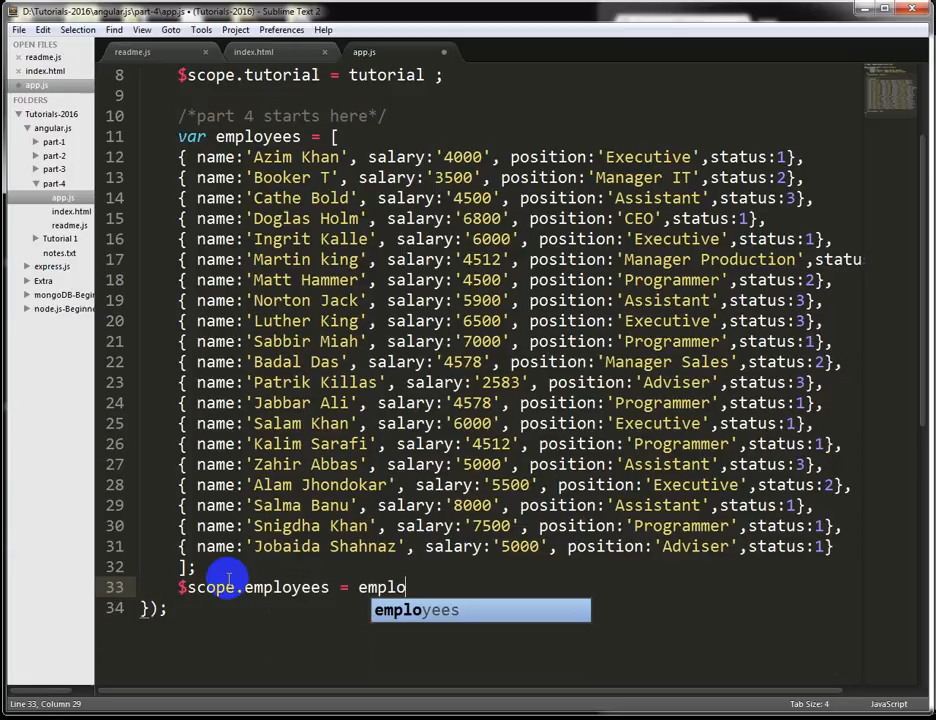 D:\Tutorials-2016\angular.js\part-4\app.js • (Tutorials-2016) - Sublime Text 2
File Edit Selection Find View Goto Tools Project Preferences Help
OPEN FILES
readme.js
index.html
app.js
FOLDERS
Tutorials-2016
angular.js
part-1
part-2
part-3
part-4
app.js
index.html
readme.js
Tutorial 1
notes.txt
express.js
Extra
mongoDB-Begin
node.js-Beginne
readme.js index.html app.js
8 $scope.tutorial = tutorial ;
9
10 /*part 4 starts here*/
11 var employees = [
12 { name:'Azim Khan', salary:'4000', position:'Executive',status:1},
13 { name:'Booker T', salary:'3500', position:'Manager IT',status:2},
14 { name:'Cathe Bold', salary:'4500', position:'Assistant',status:3},
15 { name:'Doglas Holm', salary:'6800', position:'CEO',status:1},
16 { name:'Ingrit Kalle', salary:'6000', position:'Executive',status:1},
17 { name:'Martin king', salary:'4512', position:'Manager Production',statu
18 { name:'Matt Hammer', salary:'4500', position:'Programmer',status:2},
19 { name:'Norton Jack', salary:'5900', position:'Assistant',status:3},
20 { name:'Luther King', salary:'6500', position:'Executive',status:3},
21 { name:'Sabbir Miah', salary:'7000', position:'Programmer',status:1},
22 { name:'Badal Das', salary:'4578', position:'Manager Sales',status:2},
23 { name:'Patrik Killas', salary:'2583', position:'Adviser',status:3},
24 { name:'Jabbar Ali', salary:'4578', position:'Programmer',status:1},
25 { name:'Salam Khan', salary:'6000', position:'Executive',status:1},
26 { name:'Kalim Sarafi', salary:'4512', position:'Programmer',status:1},
27 { name:'Zahir Abbas', salary:'5000', position:'Assistant',status:3},
28 { name:'Alam Jhondokar', salary:'5500', position:'Executive',status:2},
29 { name:'Salma Banu', salary:'8000', position:'Assistant',status:1},
30 { name:'Snigdha Khan', salary:'7500', position:'Programmer',status:1},
31 { name:'Jobaida Shahnaz', salary:'5000', position:'Adviser',status:1}
32 ];
33 $scope.employees = emplo
employees
34 });
Line 33, Column 29 Tab Size: 4 JavaScript